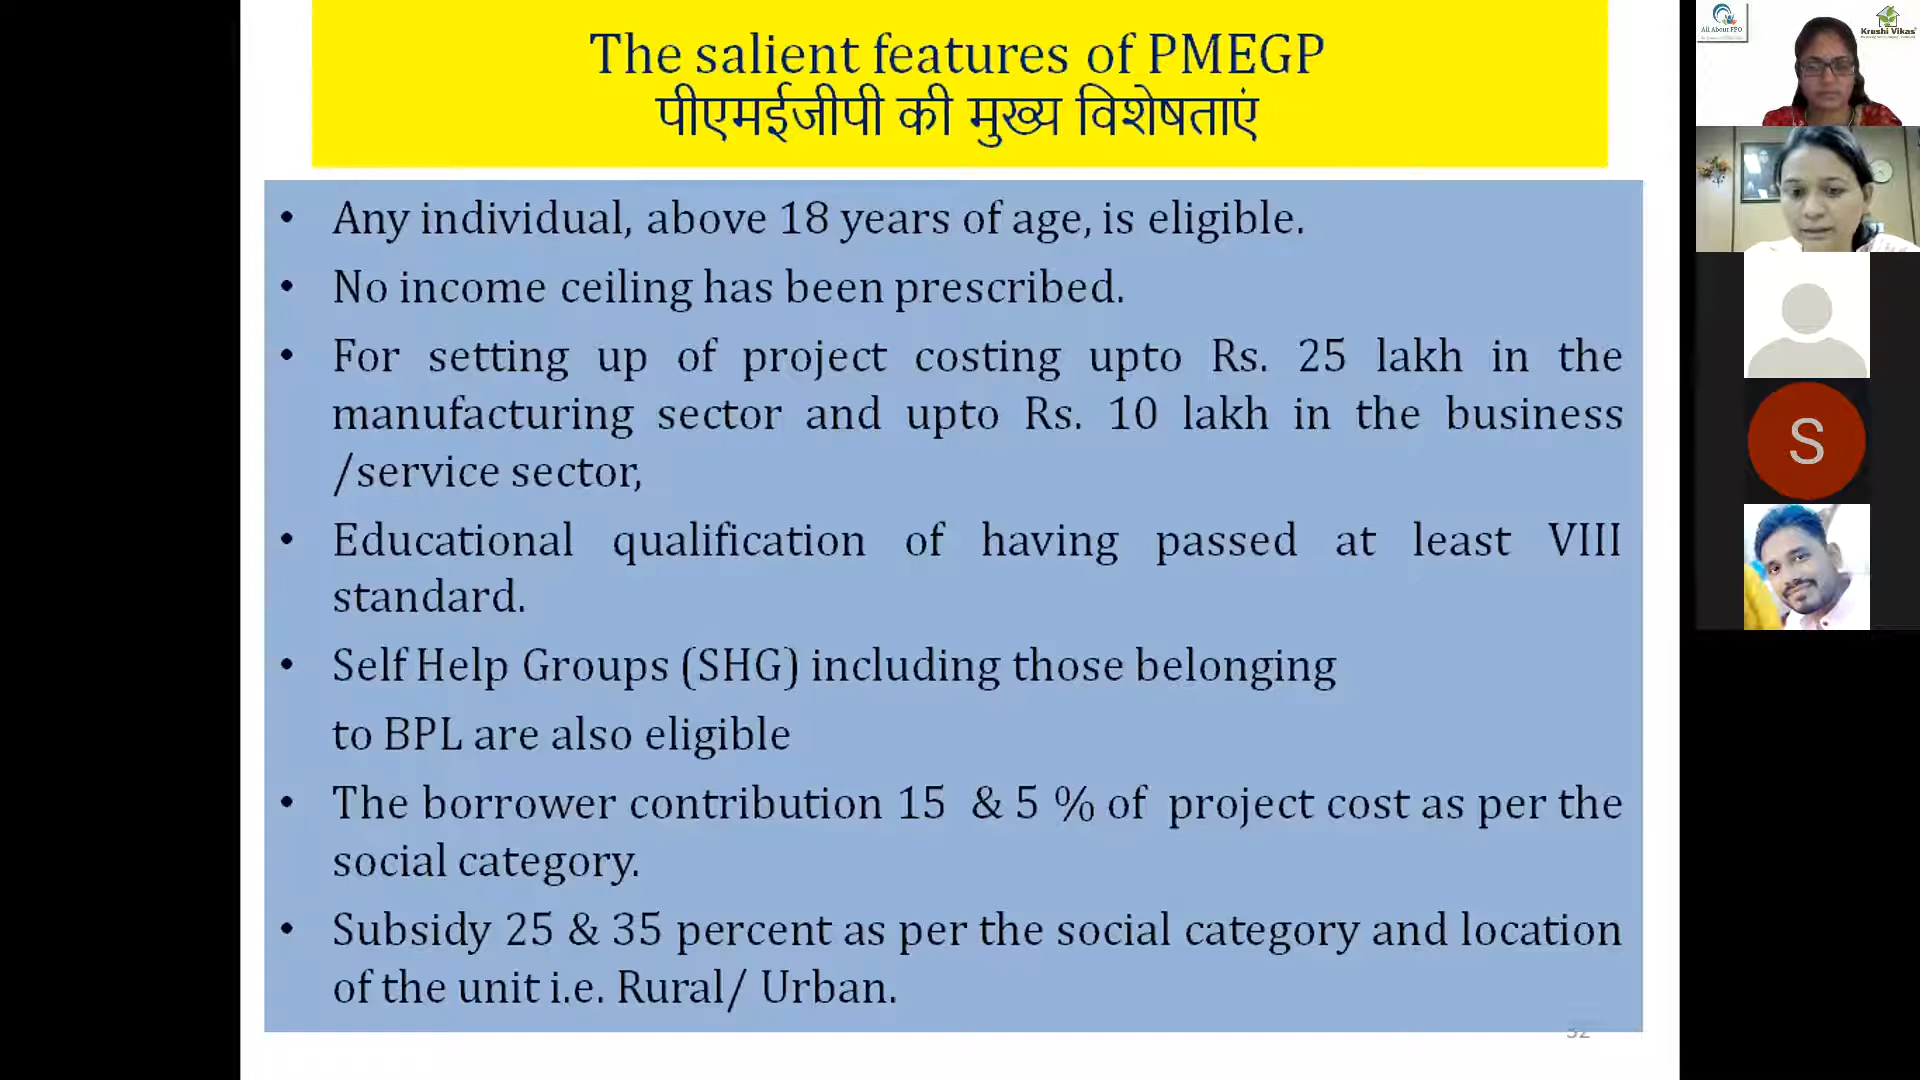 The salient features of PMEGP
पीएमईजीपी की मुख्य विशेषताएं
• Any individual, above 18 years of age, is eligible.
• No income ceiling has been prescribed.
• For setting up of project costing upto Rs. 25 lakh in the
manufacturing sector and upto Rs. 10 lakh in the business
/service sector,
• Educational qualification of having passed at least VIII
standard.
• Self Help Groups (SHG) including those belonging
to BPL are also eligible
• The borrower contribution 15 & 5 % of project cost as per the
social category.
• Subsidy 25 & 35 percent as per the social category and location
of the unit i.e. Rural/ Urban.
32
All About FPO
Krushi Vikas
S